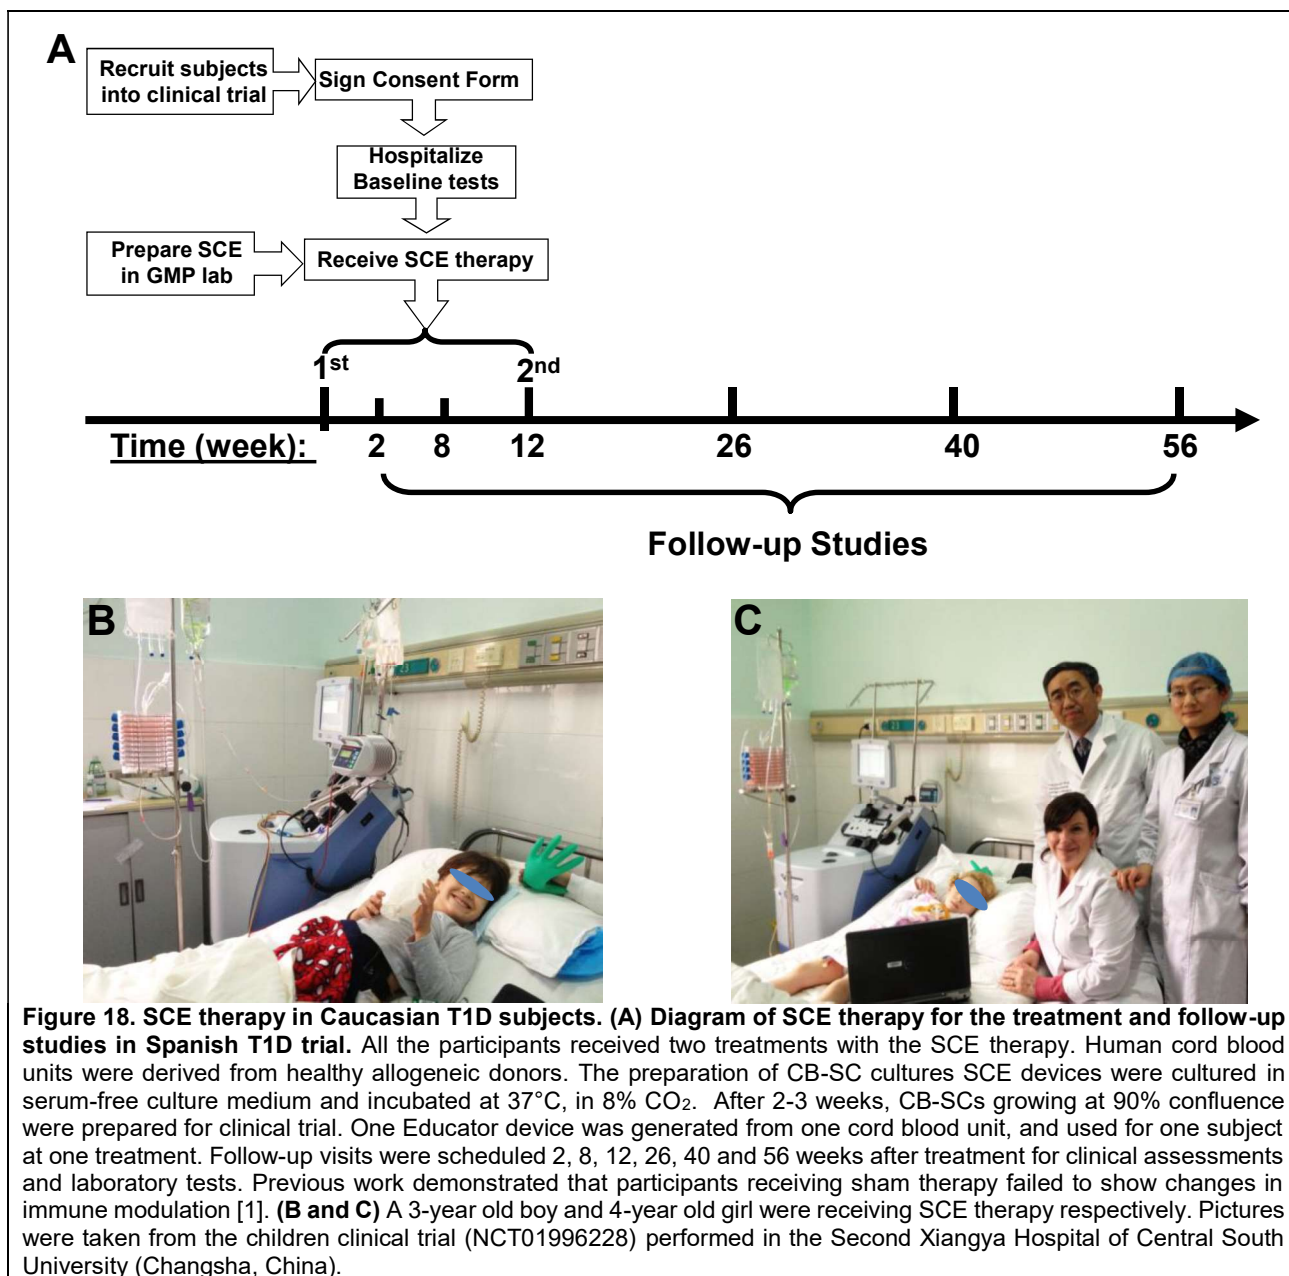 A
Recruit subjects
into clinical trial
Sign Consent Form
Hospitalize
Baseline tests
Prepare SCE
in GMP lab
Receive SCE therapy
1st
2nd
Time (week):
2
8
12
26
40
56
Follow-up Studies
B
C
Figure 18. SCE therapy in Caucasian T1D subjects. (A) Diagram of SCE therapy for the treatment and follow-up
studies in Spanish T1D trial. All the participants received two treatments with the SCE therapy. Human cord blood
units were derived from healthy allogeneic donors. The preparation of CB-SC cultures SCE devices were cultured in
serum-free culture medium and incubated at 37°C, in 8% CO₂. After 2-3 weeks, CB-SCs growing at 90% confluence
were prepared for clinical trial. One Educator device was generated from one cord blood unit, and used for one subject
at one treatment. Follow-up visits were scheduled 2, 8, 12, 26, 40 and 56 weeks after treatment for clinical assessments
and laboratory tests. Previous work demonstrated that participants receiving sham therapy failed to show changes in
immune modulation [1]. (B and C) A 3-year old boy and 4-year old girl were receiving SCE therapy respectively. Pictures
were taken from the children clinical trial (NCT01996228) performed in the Second Xiangya Hospital of Central South
University (Changsha, China).